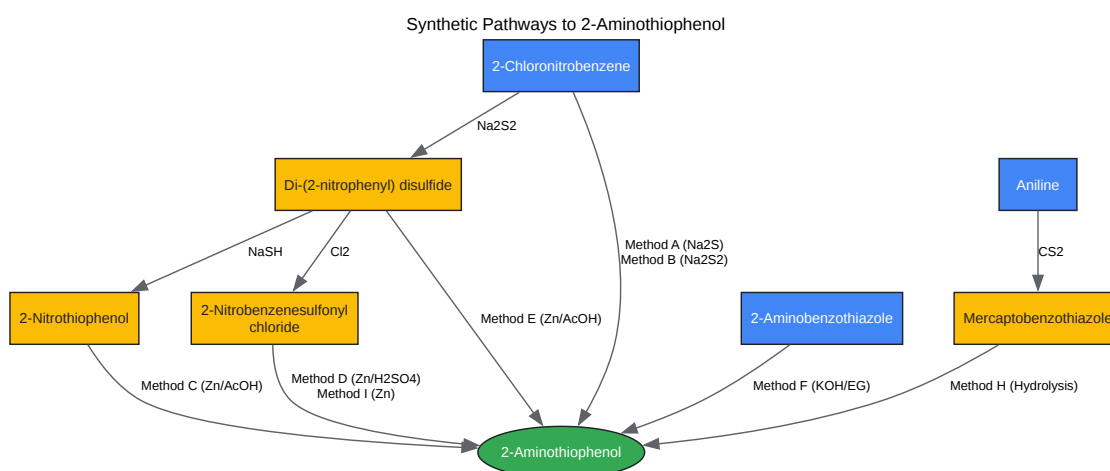 Synthetic Pathways to 2-Aminothiophenol
2-Chloronitrobenzene
Na2S2
Di-(2-nitrophenyl) disulfide
Aniline
NaSH
Cl2
Method A (Na2S)
Method B (Na2S2)
CS2
2-Nitrothiophenol
2-Nitrobenzenesulfonyl
chloride
Method E (Zn/AcOH)
2-Aminobenzothiazole
Mercaptobenzothiazole
Method C (Zn/AcOH)
Method D (Zn/H2SO4)
Method I (Zn)
Method F (KOH/EG)
Method H (Hydrolysis)
2-Aminothiophenol